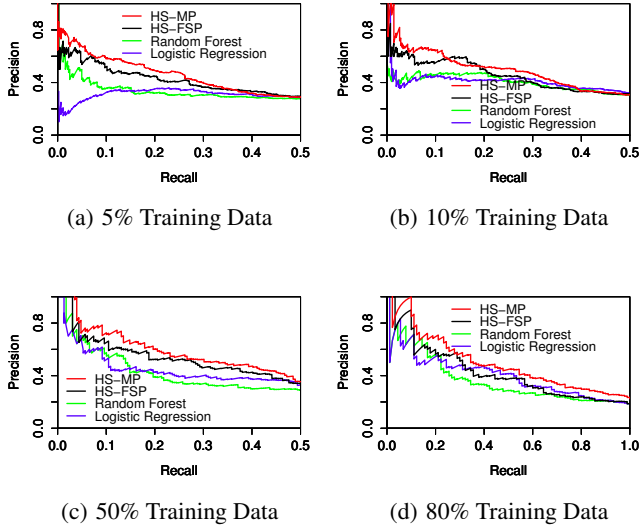 Precision
0.0 0.4 0.8
HS-MP
HS-FSP
Random Forest
Logistic Regression
0.0 0.1 0.2 0.3 0.4 0.5
Recall
(a) 5% Training Data
Precision
0.0 0.4 0.8
HS-MP
HS-FSP
Random Forest
Logistic Regression
0.0 0.1 0.2 0.3 0.4 0.5
Recall
(b) 10% Training Data
Precision
0.0 0.4 0.8
HS-MP
HS-FSP
Random Forest
Logistic Regression
0.0 0.1 0.2 0.3 0.4 0.5
Recall
(c) 50% Training Data
Precision
0.0 0.4 0.8
HS-MP
HS-FSP
Random Forest
Logistic Regression
0.0 0.2 0.4 0.6 0.8 1.0
Recall
(d) 80% Training Data